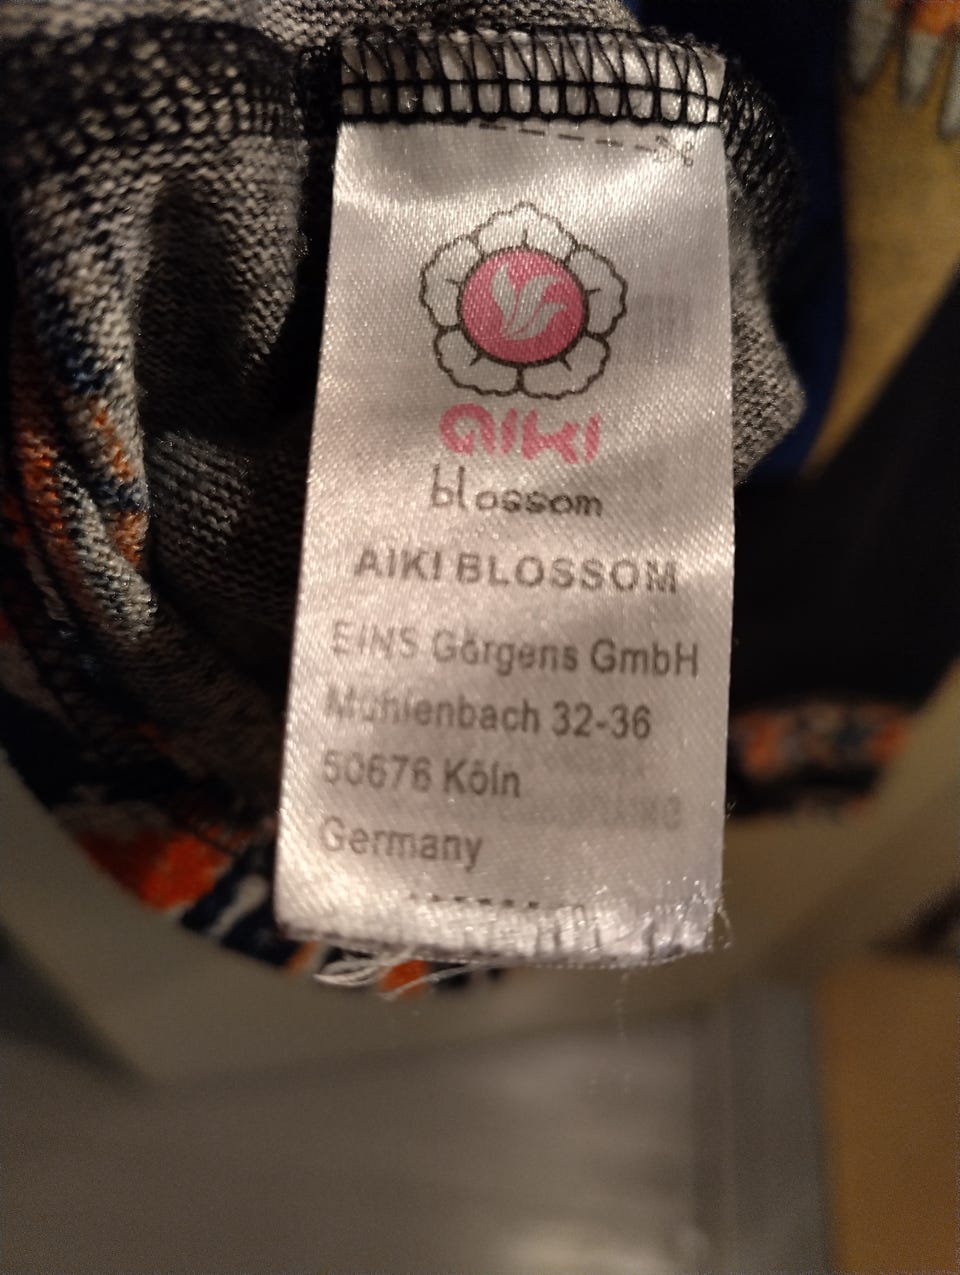 aiki
blossom
AIKI BLOSSOM
EINS Görgens GmbH
Mühlenbach 32-36
50676 Köln
Germany